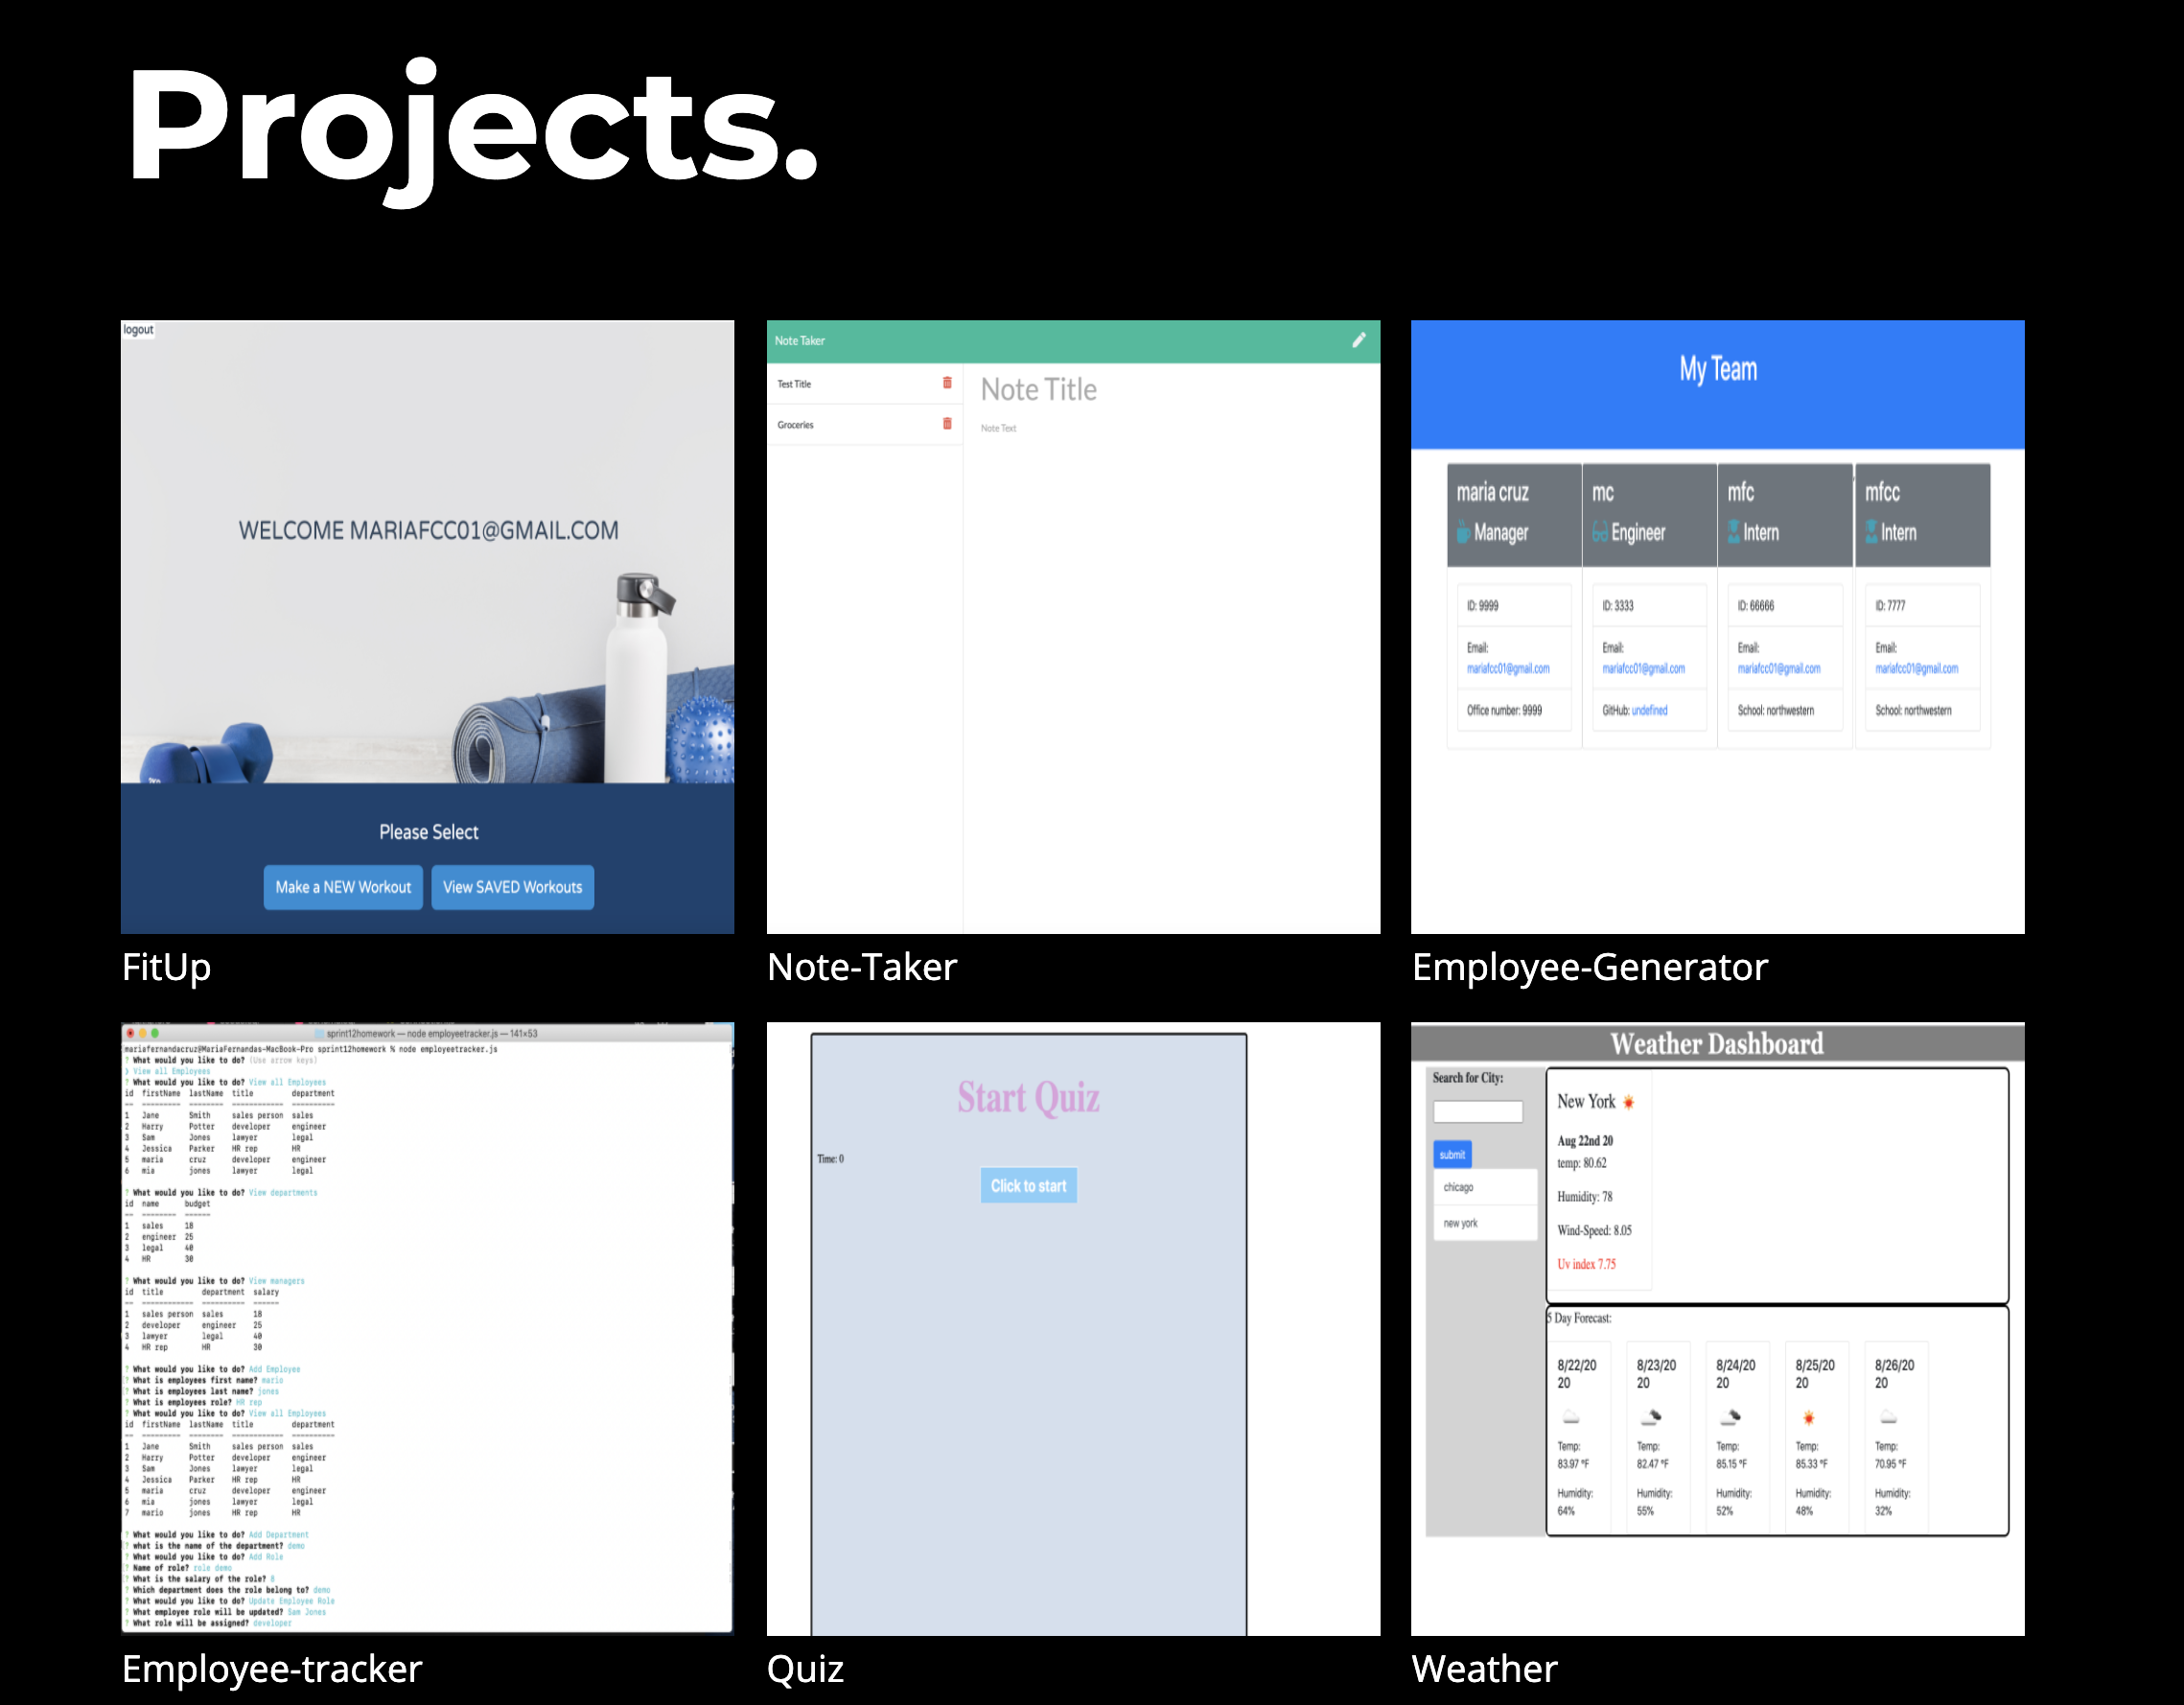 Projects.
logout
WELCOME MARIAFCC01@GMAIL.COM
Please Select
Make a NEW Workout View SAVED Workouts
FitUp
Note Taker
Test Title
Groceries
Note Title
Note Text
Note-Taker
My Team
maria cruz
Manager
ID: 9999
Email:
mariafcc01@gmail.com
Office number: 9999
mc
Engineer
ID: 3333
Email:
mariafcc01@gmail.com
GitHub: undefined
mfc
Intern
ID: 66666
Email:
mariafcc01@gmail.com
School: northwestern
mfcc
Intern
ID: 7777
Email:
mariafcc01@gmail.com
School: northwestern
Employee-Generator
sprint12homework — node employeetracker.js — 141×53
mariafernandacruz@MariaFernandas-MacBook-Pro sprint12homework % node employeetracker.js
? What would you like to do? (Use arrow keys)
❯ View all Employees
? What would you like to do? View all Employees
id firstName lastName title department
-- --------- -------- ------------ ----------
1 Jane Smith sales person sales
2 Harry Potter developer engineer
3 Sam Jones lawyer legal
4 Jessica Parker HR rep HR
5 maria cruz developer engineer
6 mia jones lawyer legal
? What would you like to do? View departments
id name budget
-- -------- ------
1 sales 18
2 engineer 25
3 legal 40
4 HR 30
? What would you like to do? View managers
id title department salary
-- ------------ ---------- ------
1 sales person sales 18
2 developer engineer 25
3 lawyer legal 40
4 HR rep HR 30
? What would you like to do? Add Employee
? What is employees first name? mario
? What is employees last name? jones
? What is employees role? HR rep
? What would you like to do? View all Employees
id firstName lastName title department
-- --------- -------- ------------ ----------
1 Jane Smith sales person sales
2 Harry Potter developer engineer
3 Sam Jones lawyer legal
4 Jessica Parker HR rep HR
5 maria cruz developer engineer
6 mia jones lawyer legal
7 mario jones HR rep HR
? What would you like to do? Add Department
? what is the name of the department? demo
? What would you like to do? Add Role
? Name of role? role demo
? What is the salary of the role? 8
? Which department does the role belong to? demo
? What would you like to do? Update Employee Role
? What employee role will be updated? Sam Jones
? What role will be assigned? developer
Employee-tracker
Start Quiz
Time: 0
Click to start
Quiz
Weather Dashboard
Search for City:
submit
chicago
new york
New York
Aug 22nd 20
temp: 80.62
Humidity: 78
Wind-Speed: 8.05
Uv index 7.75
5 Day Forecast:
8/22/20
20
Temp:
83.97 °F
Humidity:
64%
8/23/20
20
Temp:
82.47 °F
Humidity:
55%
8/24/20
20
Temp:
85.15 °F
Humidity:
52%
8/25/20
20
Temp:
85.33 °F
Humidity:
48%
8/26/20
20
Temp:
70.95 °F
Humidity:
32%
Weather